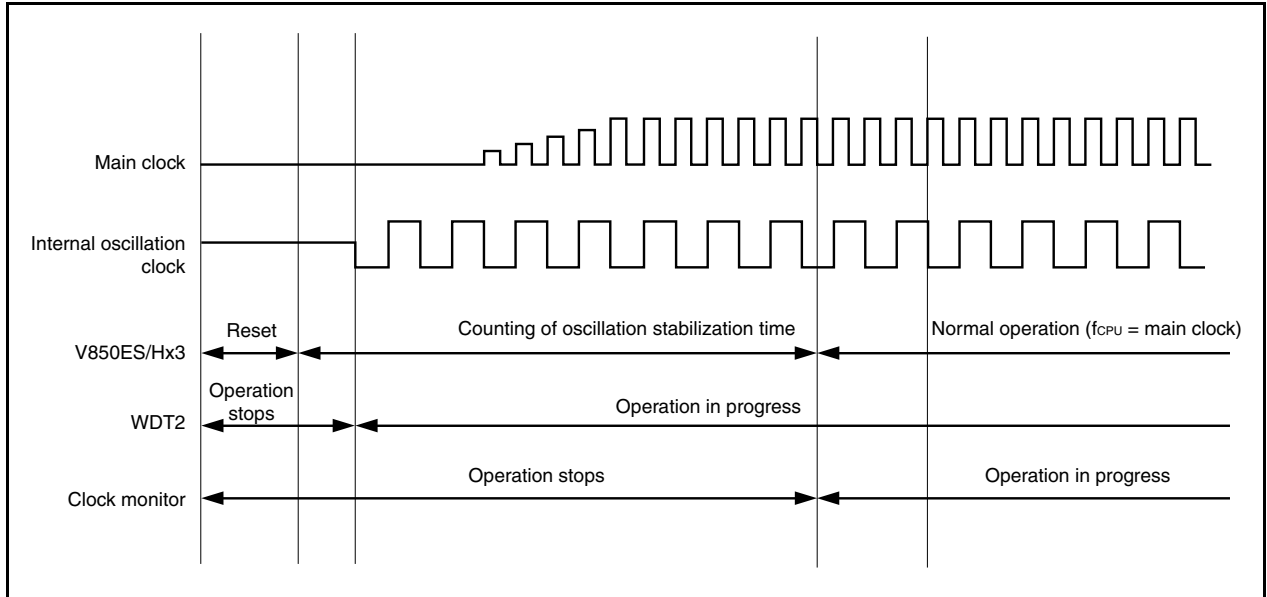 Main clock
Internal oscillation
clock
Reset
Counting of oscillation stabilization time
Normal operation (fCPU = main clock)
V850ES/Hx3
Operation
stops
Operation in progress
WDT2
Operation stops
Operation in progress
Clock monitor